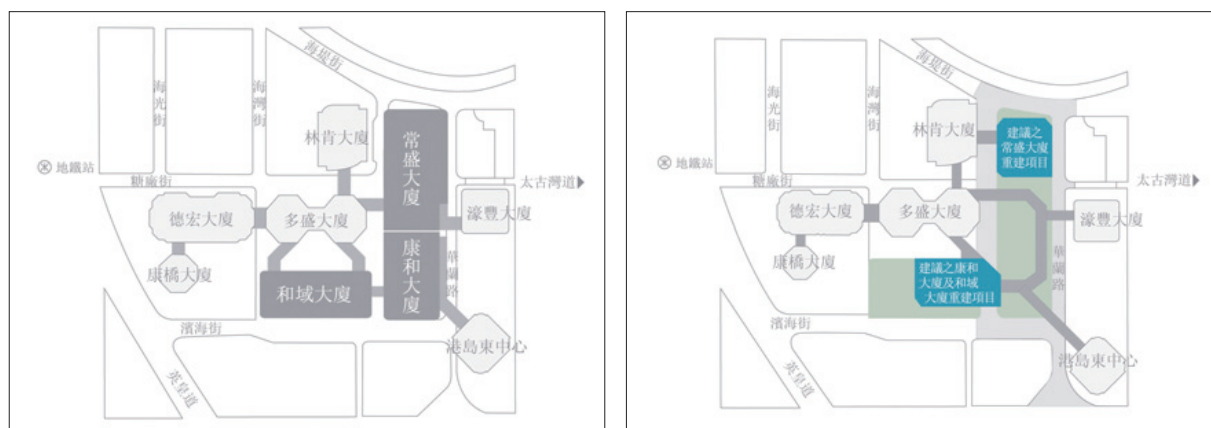 海堤街
海光街
海灣街
林肯大廈
常盛大廈
地鐵站
糖廠街
太古灣道
德宏大廈
多盛大廈
濠豐大廈
康橋大廈
康和大廈
華蘭路
和域大廈
濱海街
港島東中心
英皇道
海堤街
海光街
海灣街
林肯大廈
建議之
常盛大廈
重建項目
地鐵站
糖廠街
太古灣道
德宏大廈
多盛大廈
濠豐大廈
康橋大廈
建議之康和
大廈及和域
大廈重建項目
華蘭路
濱海街
港島東中心
英皇道